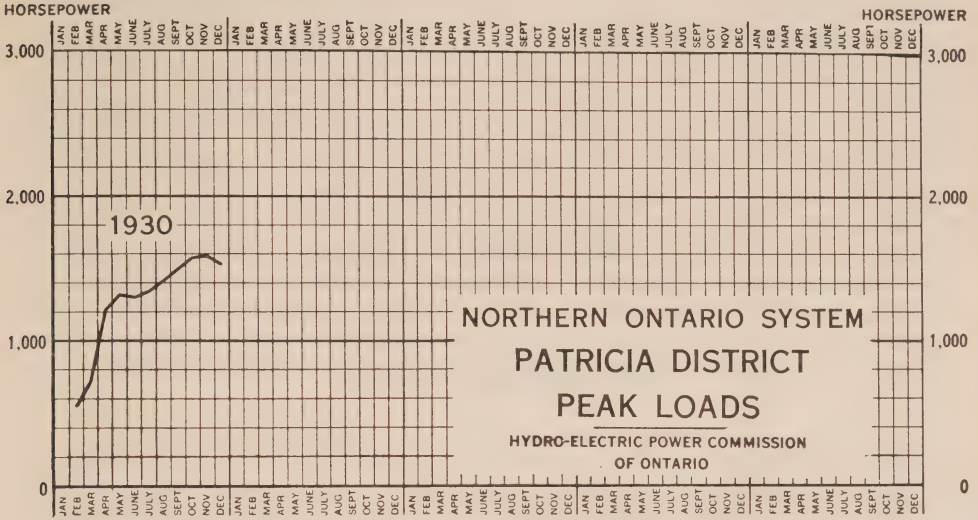 HORSEPOWER
HORSEPOWER
JAN FEB MAR APR MAY JUNE JULY AUG SEPT OCT NOV DEC JAN FEB MAR APR MAY JUNE JULY AUG SEPT OCT NOV DEC JAN FEB MAR APR MAY JUNE JULY AUG SEPT OCT NOV DEC JAN FEB MAR APR MAY JUNE JULY AUG SEPT OCT NOV DEC JAN FEB MAR APR MAY JUNE JULY AUG SEPT OCT NOV DEC
3,000 3,000
2,000 2,000
1930
NORTHERN ONTARIO SYSTEM
1,000 1,000
PATRICIA DISTRICT
PEAK LOADS
HYDRO-ELECTRIC POWER COMMISSION
OF ONTARIO
0 0
JAN FEB MAR APR MAY JUNE JULY AUG SEPT OCT NOV DEC JAN FEB MAR APR MAY JUNE JULY AUG SEPT OCT NOV DEC JAN FEB MAR APR MAY JUNE JULY AUG SEPT OCT NOV DEC JAN FEB MAR APR MAY JUNE JULY AUG SEPT OCT NOV DEC JAN FEB MAR APR MAY JUNE JULY AUG SEPT OCT NOV DEC